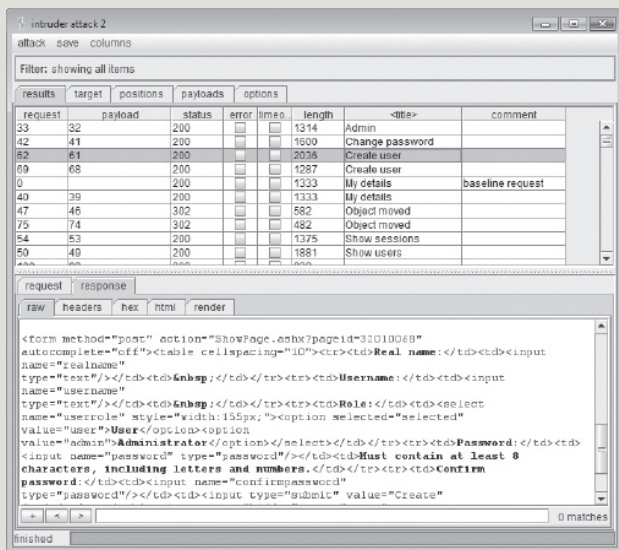 intruder attack 2
attack save columns
Filter: showing all items
results target positions payloads options
request payload status error timeo... length <title> comment
33 32 200 1314 Admin
42 41 200 1600 Change password
62 61 200 2036 Create user
69 68 200 1287 Create user
0 200 1333 My details baseline request
40 39 200 1333 My details
47 46 302 582 Object moved
75 74 302 482 Object moved
54 53 200 1375 Show sessions
50 49 200 1881 Show users
request response
raw headers hex html render
<form method="post" action="ShowPage.ashx?pageid=32010068"
autocomplete="off"><table cellspacing="10"><tr><td>Real name:</td><td><input
name="realname"
type="text"/></td><td>&nbsp;</td></tr><tr><td>Username:</td><td><input
name="username"
type="text"/></td><td>&nbsp;</td></tr><tr><td>Role:</td><td><select
name="userrole" style="width:155px;"><option selected="selected"
value="user">User</option><option
value="admin">Administrator</option></select></td></tr><tr><td>Password:</td><td>
<input name="password" type="password"/></td><td>Must contain at least 8
characters, including letters and numbers.</td></tr><tr><td>Confirm
password:</td><td><input name="confirmpassword"
type="password"/></td><td><input type="submit" value="Create"
+ < > 0 matches
finished